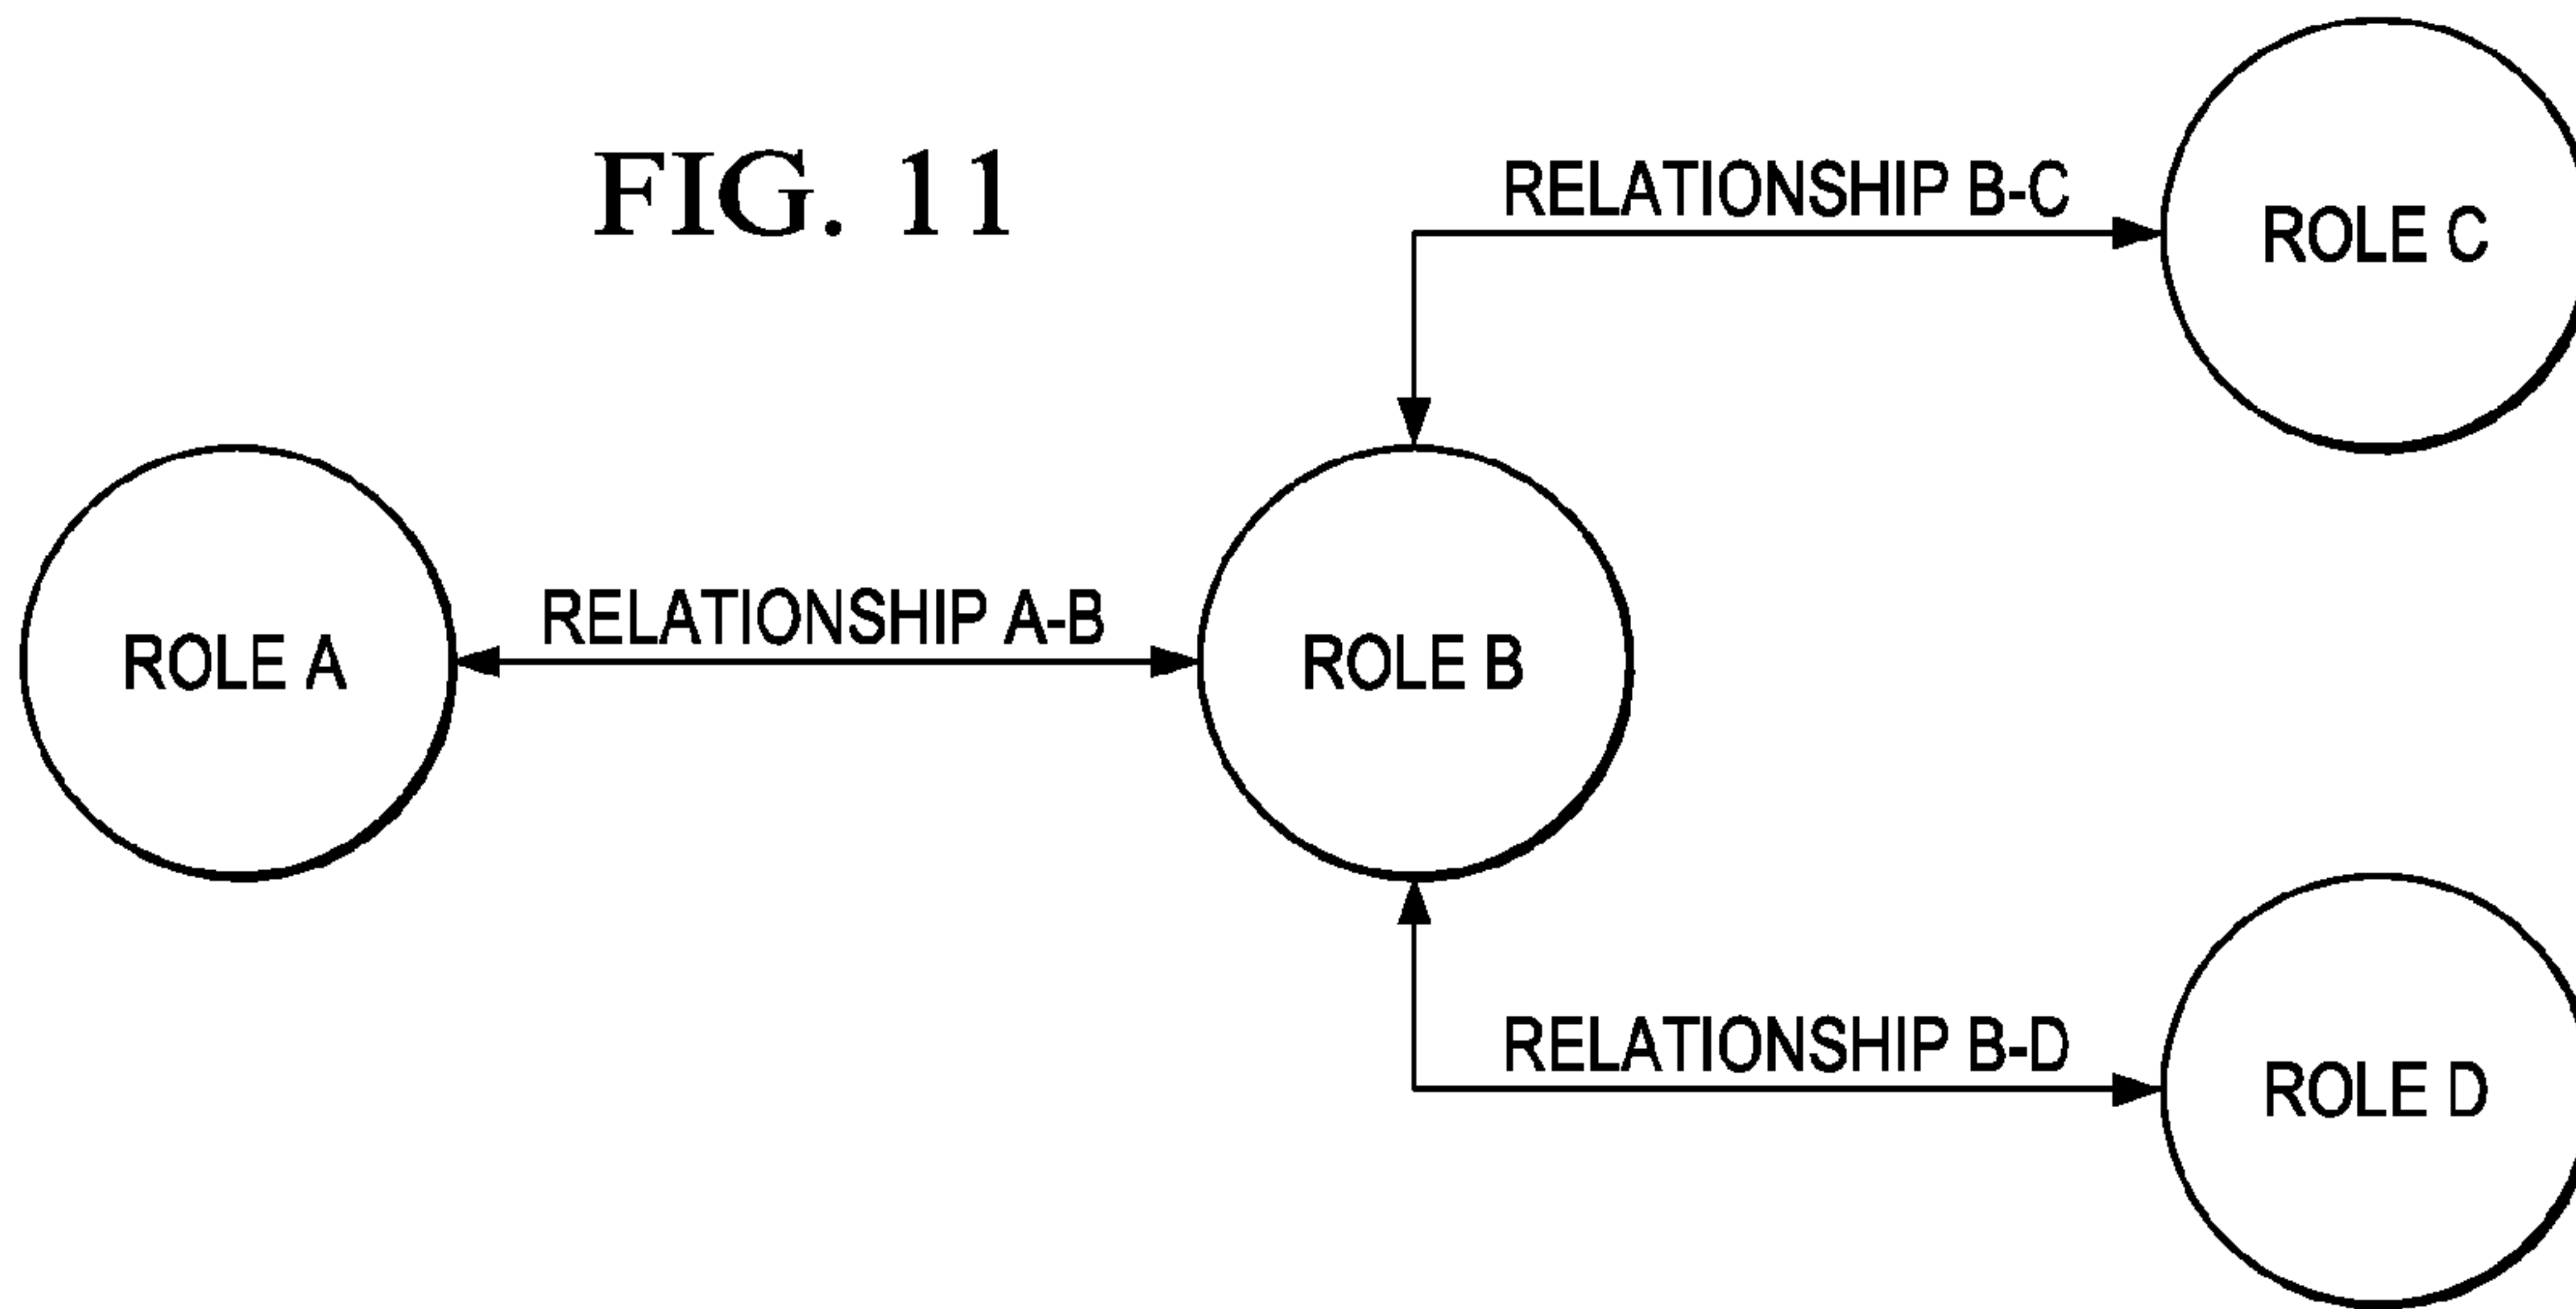 FIG. 11
RELATIONSHIP B-C
ROLE C
RELATIONSHIP A-B
ROLE A
ROLE B
RELATIONSHIP B-D
ROLE D